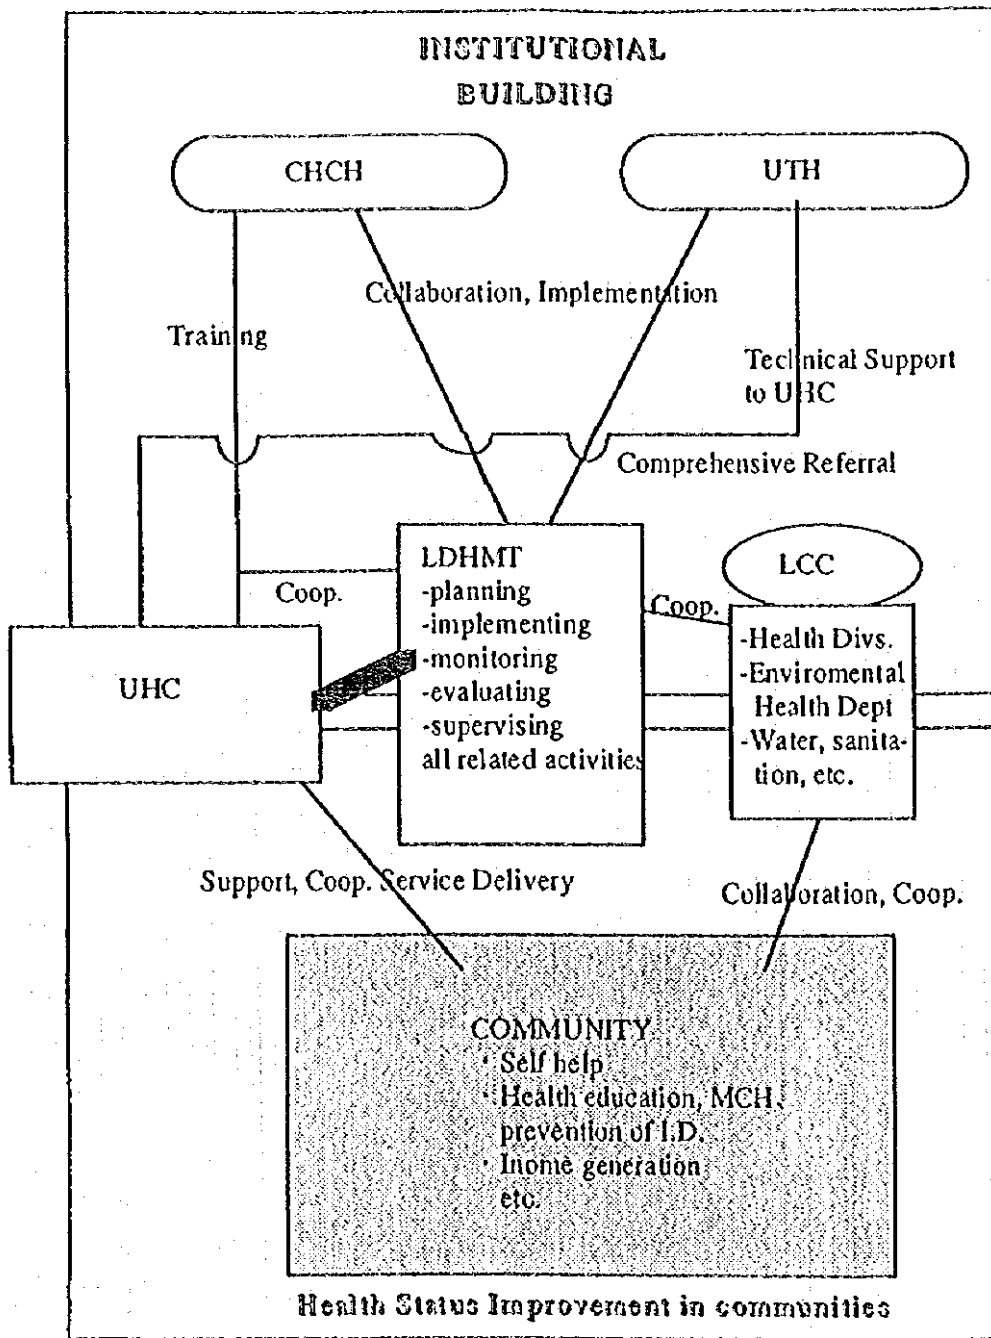 INSTITUTIONAL
BUILDING
CHCH
UTH
Collaboration, Implementation
Training
Technical Support
to UHC
Comprehensive Referral
LDHMT
-planning
-implementing
-monitoring
-evaluating
-supervising
all related activities
Coop.
Coop.
LCC
-Health Divs.
-Enviromental
Health Dept
-Water, sanita-
tion, etc.
UHC
Support, Coop. Service Delivery
Collaboration, Coop.
COMMUNITY
· Self help
· Health education, MCH,
prevention of I.D.
· Inome generation
etc.
Health Status Improvement in communities